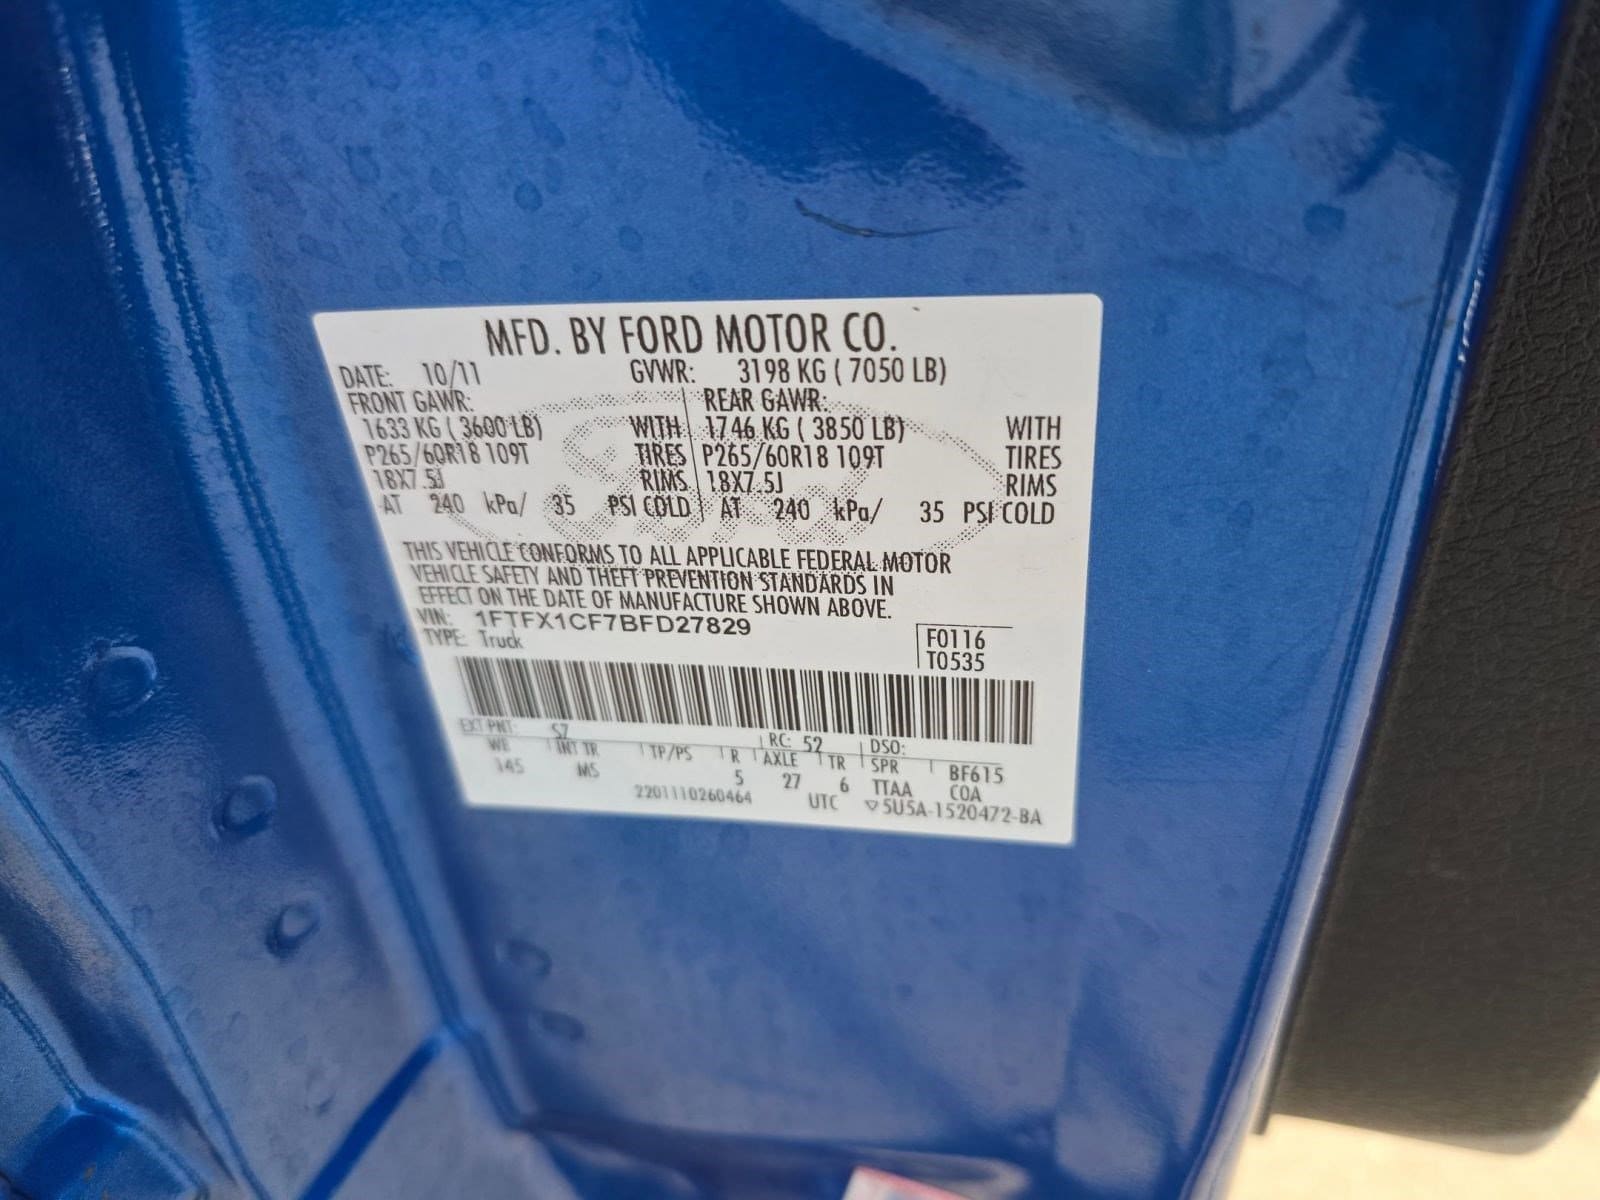 MFD. BY FORD MOTOR CO.
DATE: 10/11 GVWR: 3198 KG ( 7050 LB)
FRONT GAWR: REAR GAWR:
1633 KG ( 3600 LB) WITH 1746 KG ( 3850 LB) WITH
P265/60R18 109T TIRES P265/60R18 109T TIRES
18X7.5J RIMS 18X7.5J RIMS
AT 240 kPa/ 35 PSI COLD AT 240 kPa/ 35 PSI COLD
THIS VEHICLE CONFORMS TO ALL APPLICABLE FEDERAL MOTOR
VEHICLE SAFETY AND THEFT PREVENTION STANDARDS IN
EFFECT ON THE DATE OF MANUFACTURE SHOWN ABOVE.
VIN: 1FTFX1CF7BFD27829
TYPE: Truck
F0116
T0535
EXT PNT: SZ RC: 52 DSO:
WB INT TR TP/PS R AXLE TR SPR BF615
145 MS 5 27 6 TTAA COA
2201110260464 UTC ▽5U5A-1520472-BA